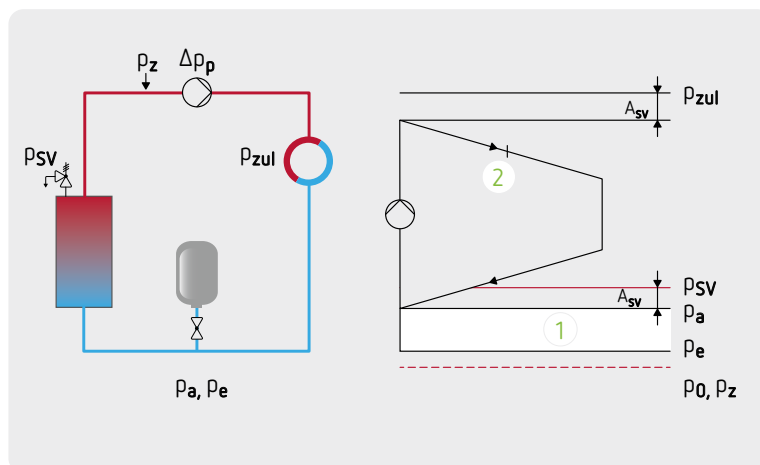 pz
Δpp
pSV
pzul
pa, pe
pzul
ASV
2
pSV
ASV
pa
1
pe
p0, pz